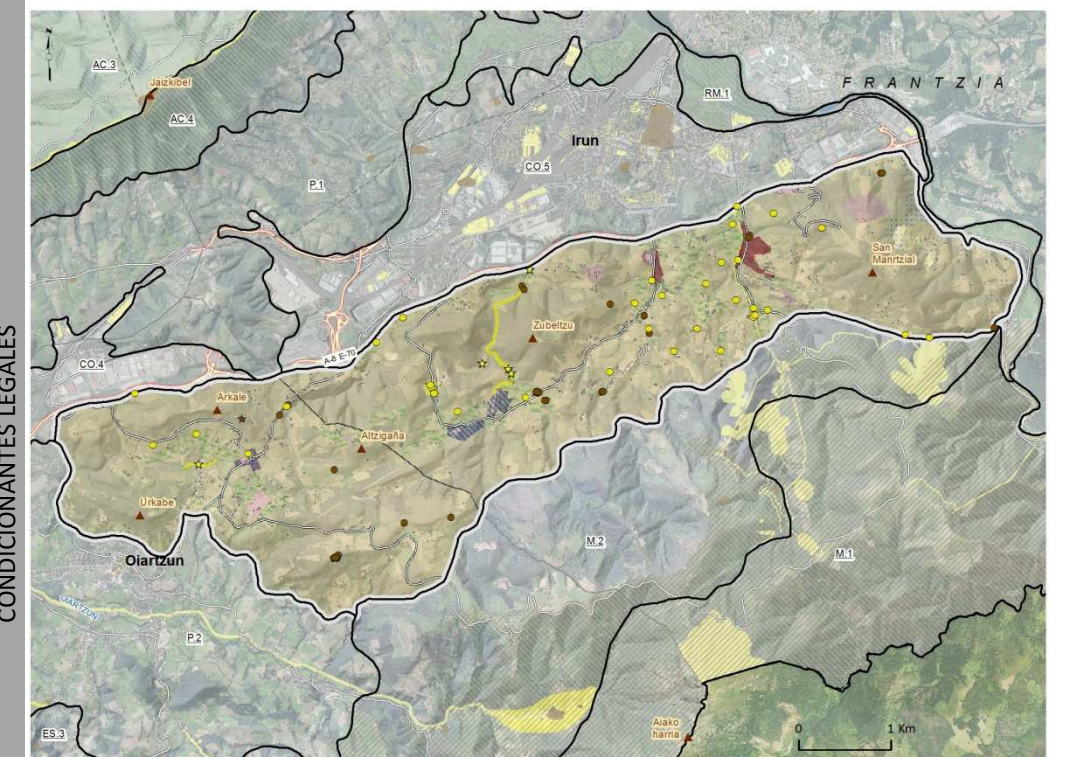 CONDICIONANTES LEGALES
N
AC.3
Jaizkibel
FRANTZIA
RM.1
AC.4
Irun
CO.5
P.1
San
Marrtzial
Zubeltzu
A-8 E-70
CO.4
Arkale
Altzigaña
Urkabe
Oiartzun
M.2
M.1
OIARTZUN
P.2
Aiako
harria
0 1 Km
ES.3